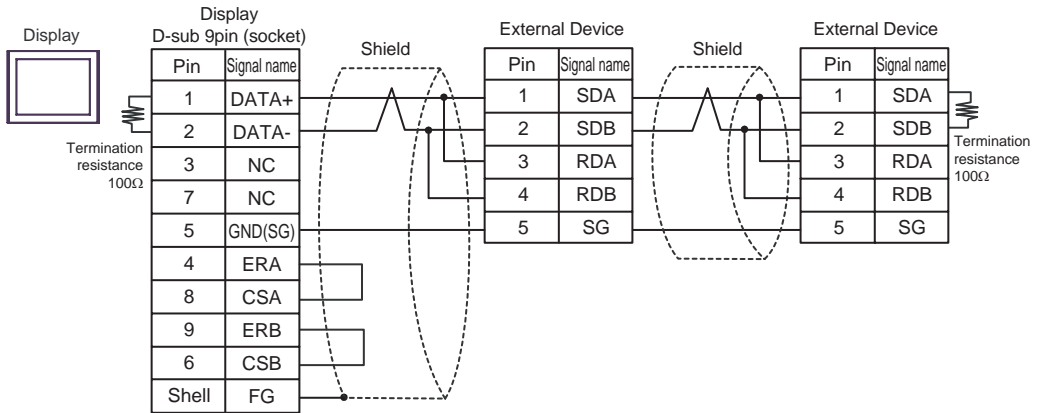 Display
Display
D-sub 9pin (socket)
Pin Signal name
1 DATA+
2 DATA-
3 NC
7 NC
5 GND(SG)
4 ERA
8 CSA
9 ERB
6 CSB
Shell FG
Termination
resistance
100Ω
Shield
External Device
Pin Signal name
1 SDA
2 SDB
3 RDA
4 RDB
5 SG
Shield
External Device
Pin Signal name
1 SDA
2 SDB
3 RDA
4 RDB
5 SG
Termination
resistance
100Ω